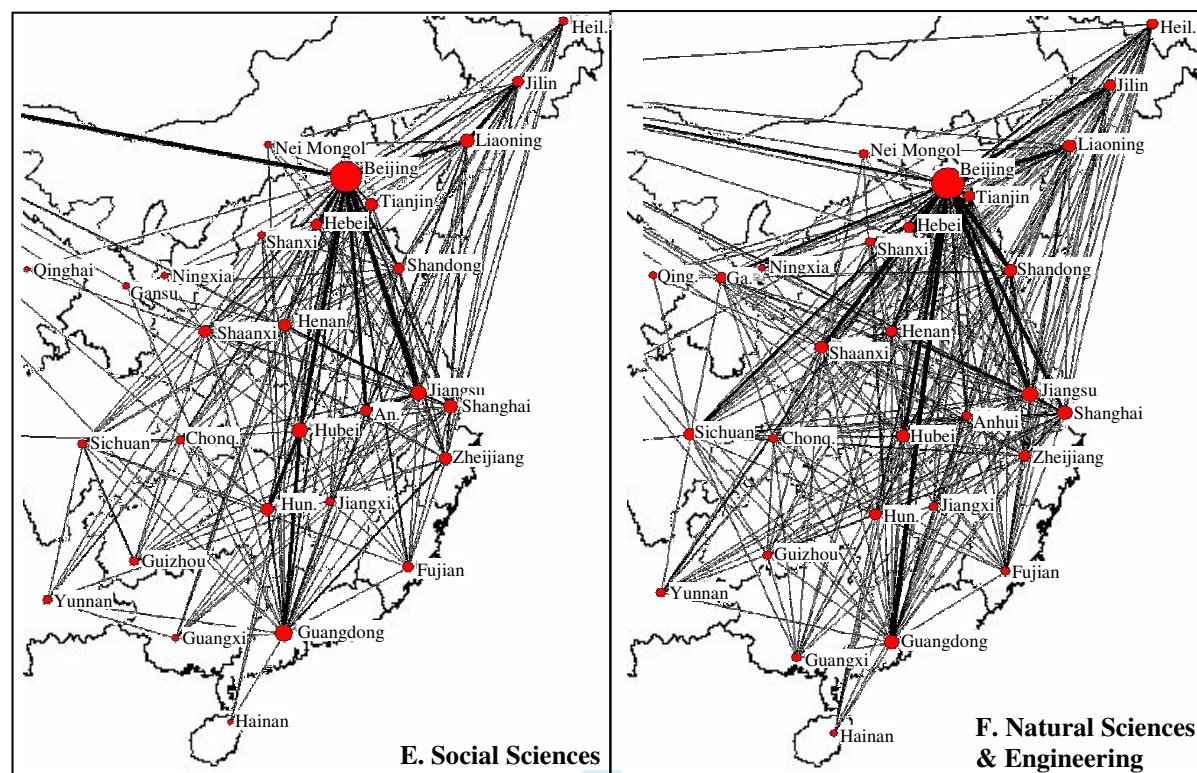 Heil.
Jilin
Liaoning
Nei Mongol
Beijing
Tianjin
Hebei
Shanxi
Shandong
Qinghai
Ningxia
Gansu
Henan
Shaanxi
Jiangsu
Shanghai
An.
Hubei
Sichuan
Chonq.
Zheijiang
Hun.
Jiangxi
Guizhou
Fujian
Yunnan
Guangxi
Guangdong
Hainan
E. Social Sciences
Heil.
Jilin
Liaoning
Nei Mongol
Beijing
Tianjin
Hebei
Shanxi
Shandong
Qing.
Ga.
Ningxia
Henan
Shaanxi
Jiangsu
Shanghai
Anhui
Hubei
Sichuan
Chonq.
Zheijiang
Hun.
Jiangxi
Guizhou
Fujian
Yunnan
Guangdong
Guangxi
Hainan
F. Natural Sciences
& Engineering